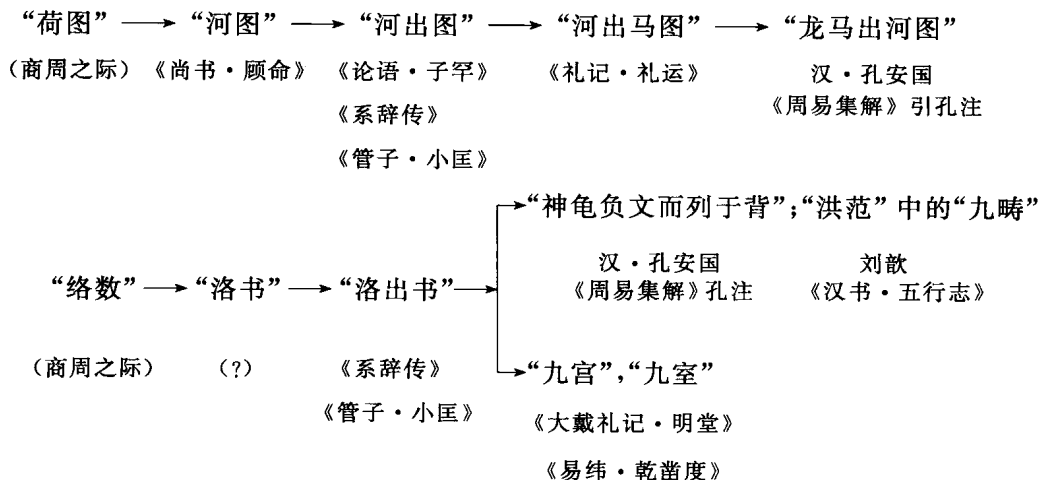 “荷图” → “河图” → “河出图” → “河出马图” → “龙马出河图”
（商周之际） 《尚书·顾命》 《论语·子罕》 《礼记·礼运》 汉·孔安国
《系辞传》 《周易集解》引孔注
《管子·小匡》
“神龟负文而列于背”；“洪范”中的“九畴”
汉·孔安国 刘歆
“络数” → “洛书” → “洛出书” 《周易集解》孔注 《汉书·五行志》
（商周之际） （?） 《系辞传》 “九宫”，“九室”
《管子·小匡》 《大戴礼记·明堂》
《易纬·乾凿度》